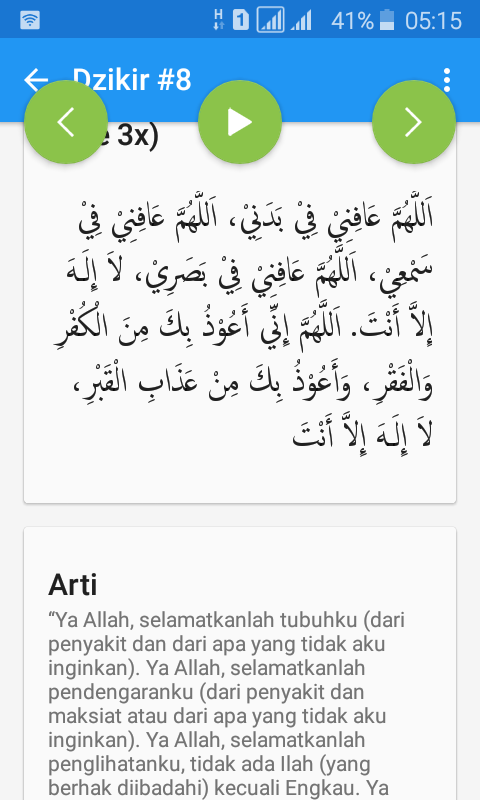 H
1
41%
05:15
Dzikir #8
3x)
اَللَّهُمَّ عَافِنِيْ فِيْ بَدَنِيْ، اَللَّهُمَّ عَافِنِيْ فِيْ
سَمْعِيْ، اَللَّهُمَّ عَافِنِيْ فِيْ بَصَرِيْ، لاَ إِلَـهَ
إِلاَّ أَنْتَ. اَللَّهُمَّ إِنِّي أَعُوْذُ بِكَ مِنَ الْكُفْرِ
وَالْفَقْرِ، وَأَعُوْذُ بِكَ مِنْ عَذَابِ الْقَبْرِ،
لاَ إِلَـهَ إِلاَّ أَنْتَ
Arti
“Ya Allah, selamatkanlah tubuhku (dari
penyakit dan dari apa yang tidak aku
inginkan). Ya Allah, selamatkanlah
pendengaranku (dari penyakit dan
maksiat atau dari apa yang tidak aku
inginkan). Ya Allah, selamatkanlah
penglihatanku, tidak ada Ilah (yang
berhak diibadahi) kecuali Engkau. Ya